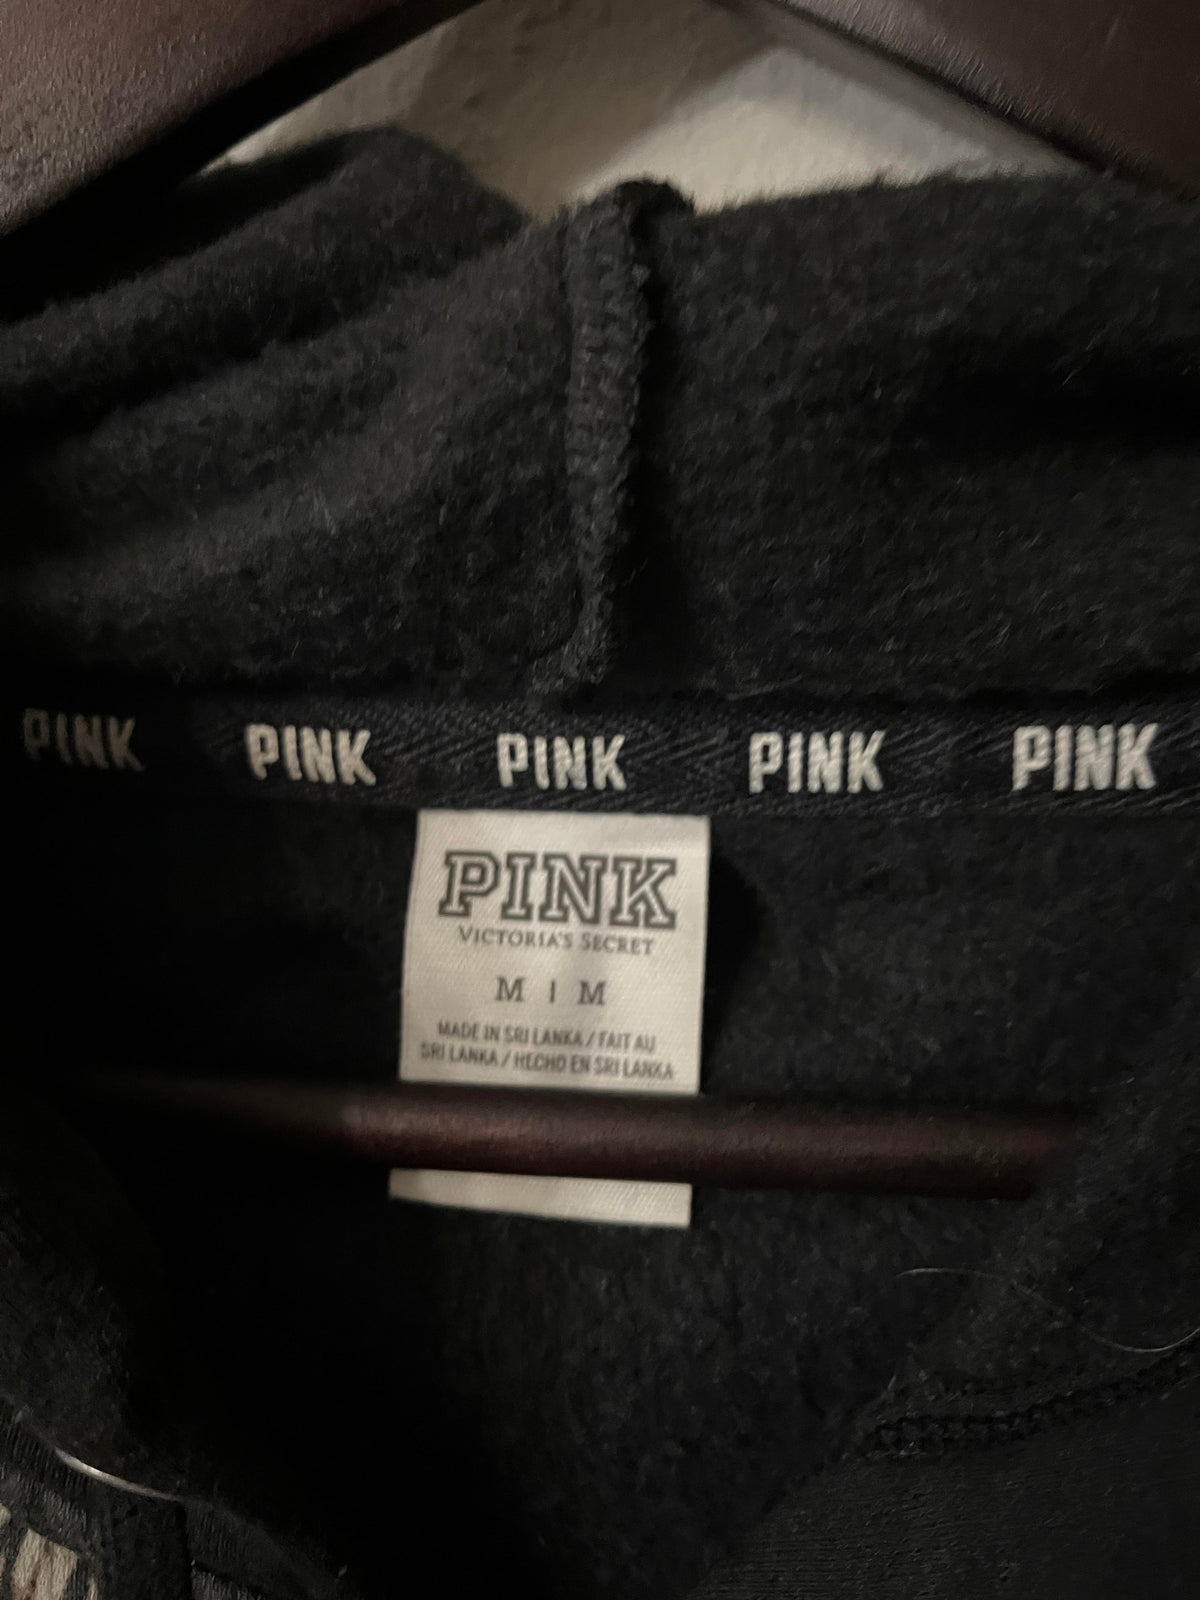 PINK PINK PINK PINK PINK
PINK
VICTORIA'S SECRET
M | M
MADE IN SRI LANKA / FAIT AU
SRI LANKA / HECHO EN SRI LANKA